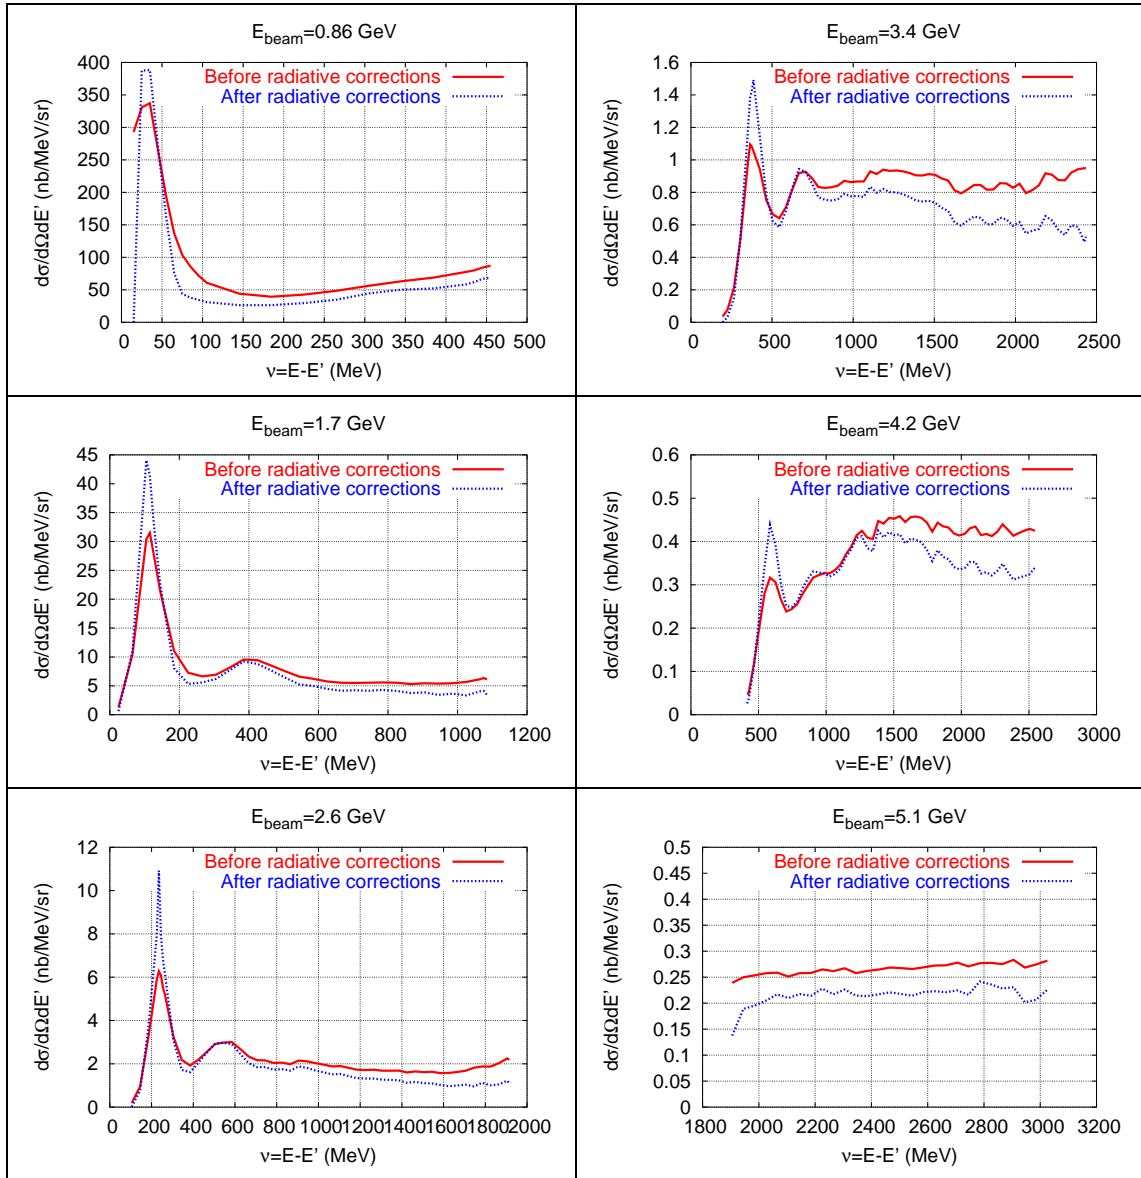 E_beam=0.86 GeV
Before radiative corrections
After radiative corrections
dσ/dΩdE' (nb/MeV/sr)
400
350
300
250
200
150
100
50
0
0 50 100 150 200 250 300 350 400 450 500
ν=E-E' (MeV)
E_beam=3.4 GeV
Before radiative corrections
After radiative corrections
dσ/dΩdE' (nb/MeV/sr)
1.6
1.4
1.2
1
0.8
0.6
0.4
0.2
0
0 500 1000 1500 2000 2500
ν=E-E' (MeV)
E_beam=1.7 GeV
Before radiative corrections
After radiative corrections
dσ/dΩdE' (nb/MeV/sr)
45
40
35
30
25
20
15
10
5
0
0 200 400 600 800 1000 1200
ν=E-E' (MeV)
E_beam=4.2 GeV
Before radiative corrections
After radiative corrections
dσ/dΩdE' (nb/MeV/sr)
0.6
0.5
0.4
0.3
0.2
0.1
0
0 500 1000 1500 2000 2500 3000
ν=E-E' (MeV)
E_beam=2.6 GeV
Before radiative corrections
After radiative corrections
dσ/dΩdE' (nb/MeV/sr)
12
10
8
6
4
2
0
0 200 400 600 800 1000 1200 1400 1600 1800 2000
ν=E-E' (MeV)
E_beam=5.1 GeV
Before radiative corrections
After radiative corrections
dσ/dΩdE' (nb/MeV/sr)
0.5
0.45
0.4
0.35
0.3
0.25
0.2
0.15
0.1
0.05
0
1800 2000 2200 2400 2600 2800 3000 3200
ν=E-E' (MeV)